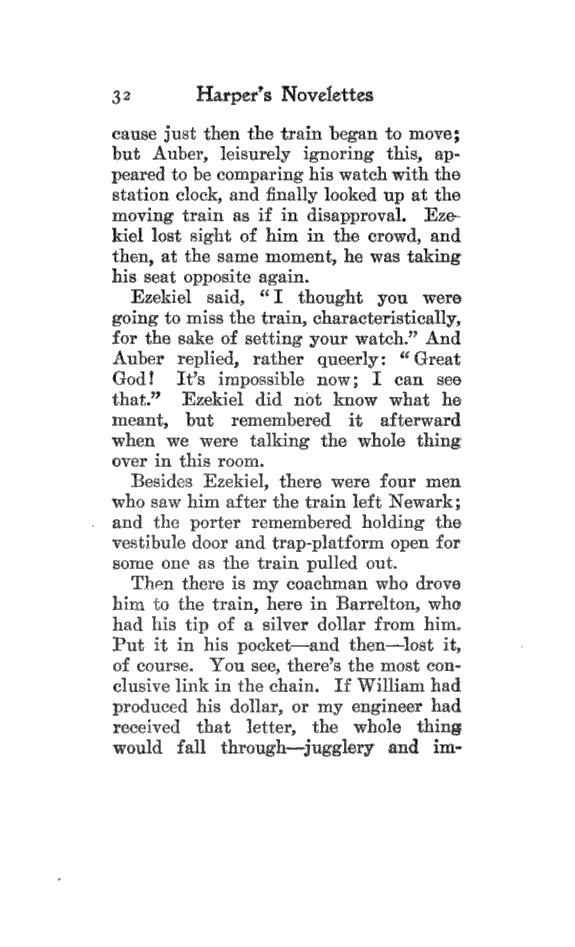 32 Harper's Novelettes
cause just then the train began to move;
but Auber, leisurely ignoring this, ap-
peared to be comparing his watch with the
station clock, and finally looked up at the
moving train as if in disapproval. Eze-
kiel lost sight of him in the crowd, and
then, at the same moment, he was taking
his seat opposite again.
Ezekiel said, "I thought you were
going to miss the train, characteristically,
for the sake of setting your watch." And
Auber replied, rather queerly: "Great
God! It's impossible now; I can see
that." Ezekiel did not know what he
meant, but remembered it afterward
when we were talking the whole thing
over in this room.
Besides Ezekiel, there were four men
who saw him after the train left Newark;
and the porter remembered holding the
vestibule door and trap-platform open for
some one as the train pulled out.
Then there is my coachman who drove
him to the train, here in Barrelton, who
had his tip of a silver dollar from him.
Put it in his pocket—and then—lost it,
of course. You see, there's the most con-
clusive link in the chain. If William had
produced his dollar, or my engineer had
received that letter, the whole thing
would fall through—jugglery and im-